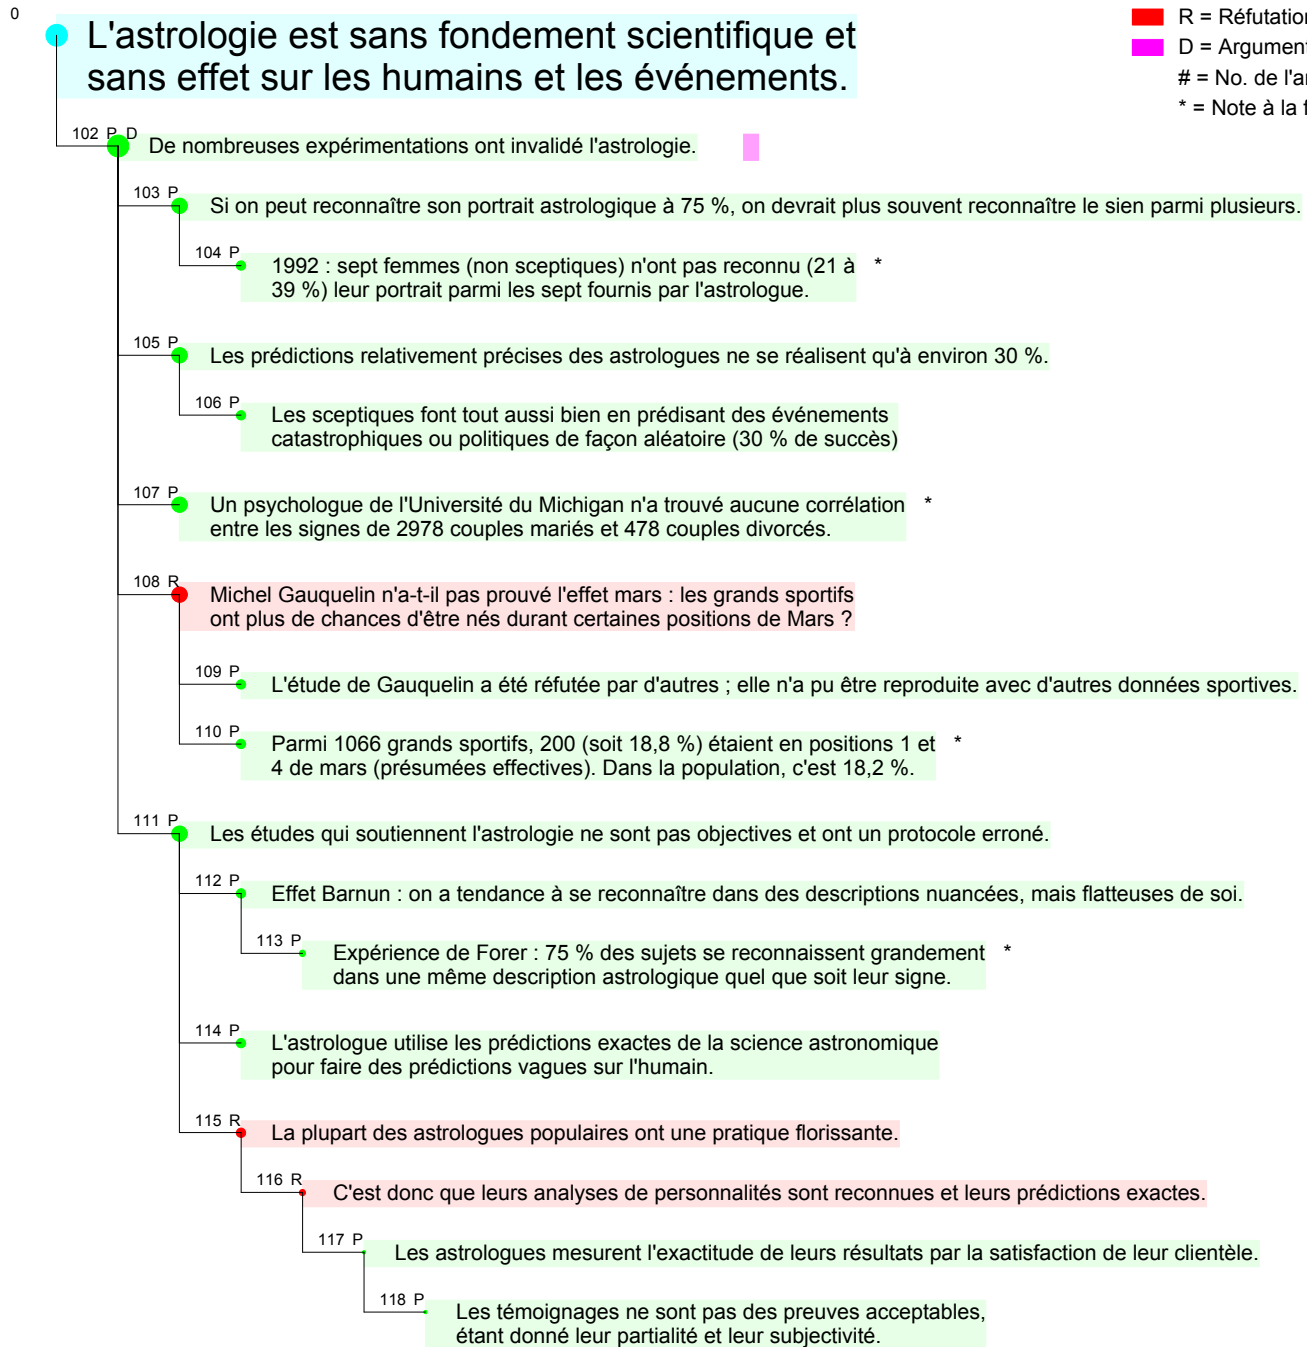 0
L'astrologie est sans fondement scientifique et
sans effet sur les humains et les événements.
R = Réfutation
D = Argument
# = No. de l'ar
* = Note à la f
102 P D
De nombreuses expérimentations ont invalidé l'astrologie.
103 P
Si on peut reconnaître son portrait astrologique à 75 %, on devrait plus souvent reconnaître le sien parmi plusieurs.
104 P
1992 : sept femmes (non sceptiques) n'ont pas reconnu (21 à *
39 %) leur portrait parmi les sept fournis par l'astrologue.
105 P
Les prédictions relativement précises des astrologues ne se réalisent qu'à environ 30 %.
106 P
Les sceptiques font tout aussi bien en prédisant des événements
catastrophiques ou politiques de façon aléatoire (30 % de succès)
107 P
Un psychologue de l'Université du Michigan n'a trouvé aucune corrélation *
entre les signes de 2978 couples mariés et 478 couples divorcés.
108 R
Michel Gauquelin n'a-t-il pas prouvé l'effet mars : les grands sportifs
ont plus de chances d'être nés durant certaines positions de Mars ?
109 P
L'étude de Gauquelin a été réfutée par d'autres ; elle n'a pu être reproduite avec d'autres données sportives.
110 P
Parmi 1066 grands sportifs, 200 (soit 18,8 %) étaient en positions 1 et *
4 de mars (présumées effectives). Dans la population, c'est 18,2 %.
111 P
Les études qui soutiennent l'astrologie ne sont pas objectives et ont un protocole erroné.
112 P
Effet Barnun : on a tendance à se reconnaître dans des descriptions nuancées, mais flatteuses de soi.
113 P
Expérience de Forer : 75 % des sujets se reconnaissent grandement *
dans une même description astrologique quel que soit leur signe.
114 P
L'astrologue utilise les prédictions exactes de la science astronomique
pour faire des prédictions vagues sur l'humain.
115 R
La plupart des astrologues populaires ont une pratique florissante.
116 R
C'est donc que leurs analyses de personnalités sont reconnues et leurs prédictions exactes.
117 P
Les astrologues mesurent l'exactitude de leurs résultats par la satisfaction de leur clientèle.
118 P
Les témoignages ne sont pas des preuves acceptables,
étant donné leur partialité et leur subjectivité.